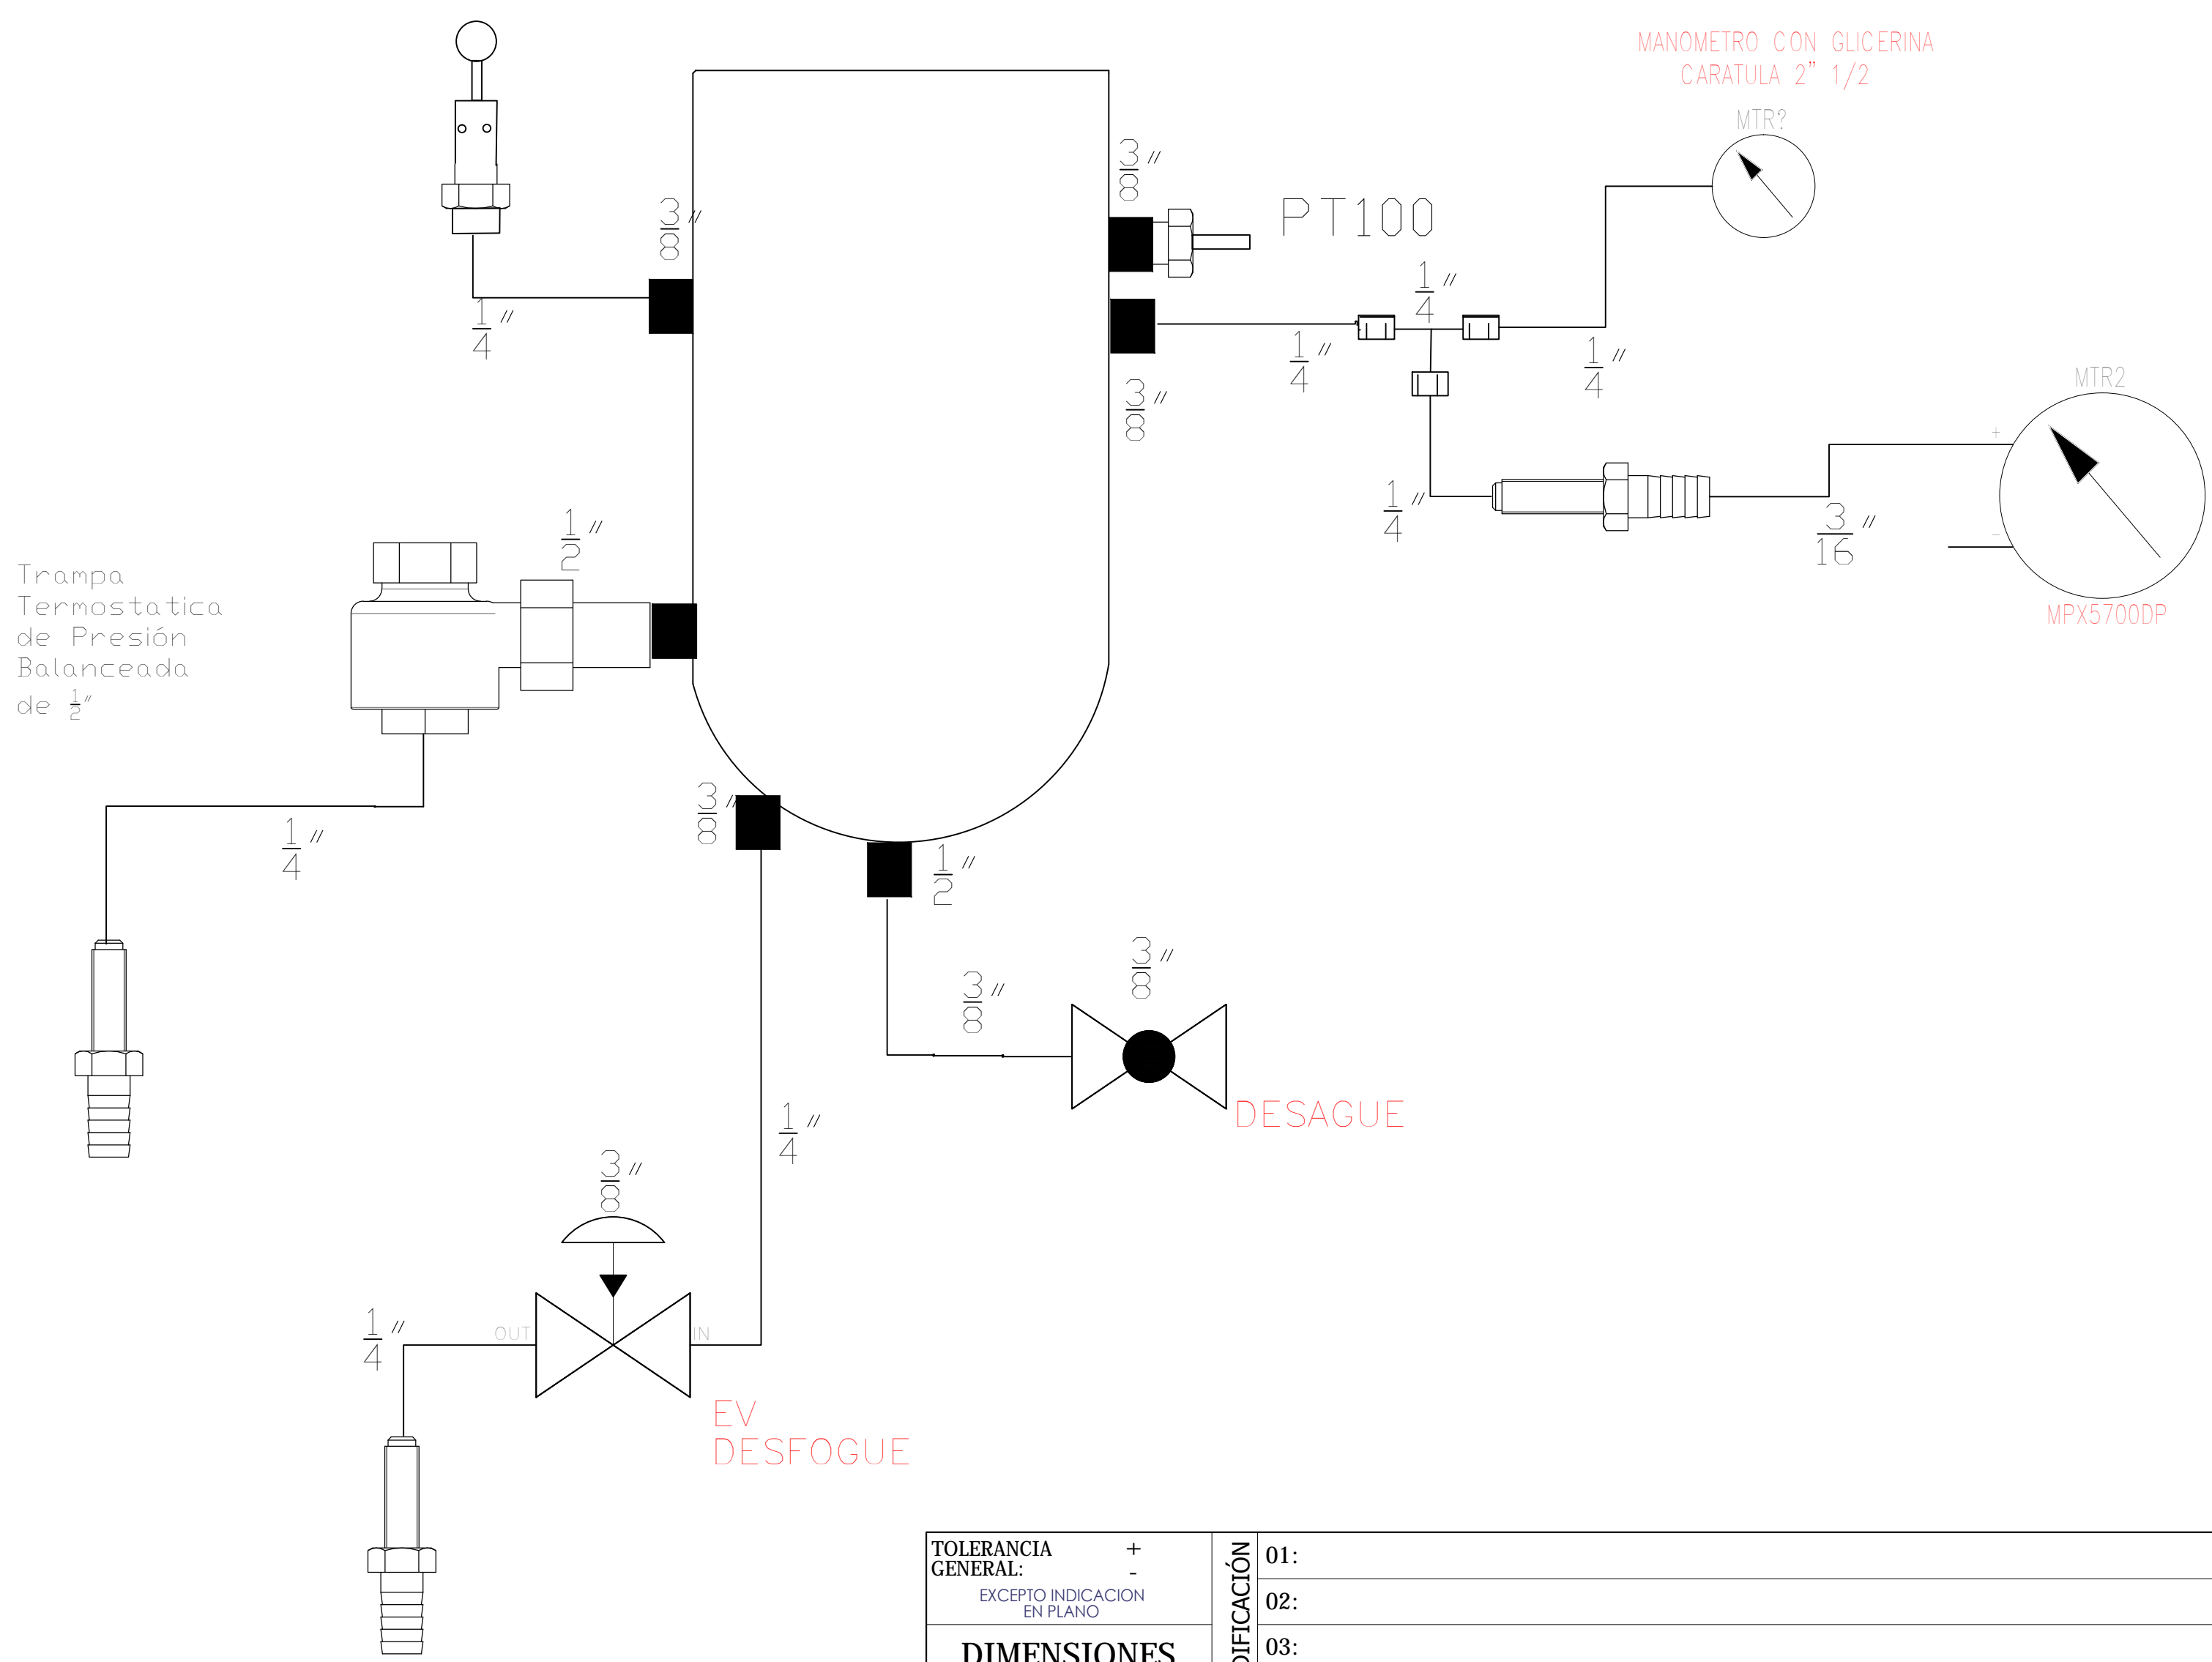 MANOMETRO CON GLICERINA
CARATULA 2" 1/2
MTR?
3/8"
PT100
3/8"
1/4"
1/4"
1/4"
1/4"
3/8"
MTR2
+
-
1/4"
3/16"
MPX5700DP
1/2"
Trampa
Termostatica
de Presión
Balanceada
de 1/2"
1/4"
3/8"
1/2"
3/8"
3/8"
DESAGUE
1/4"
3/8"
1/4"
OUT
IN
EV
DESFOGUE
TOLERANCIA +
GENERAL: -
EXCEPTO INDICACION
EN PLANO
DIMENSIONES
DIFICACIÓN
01:
02:
03: